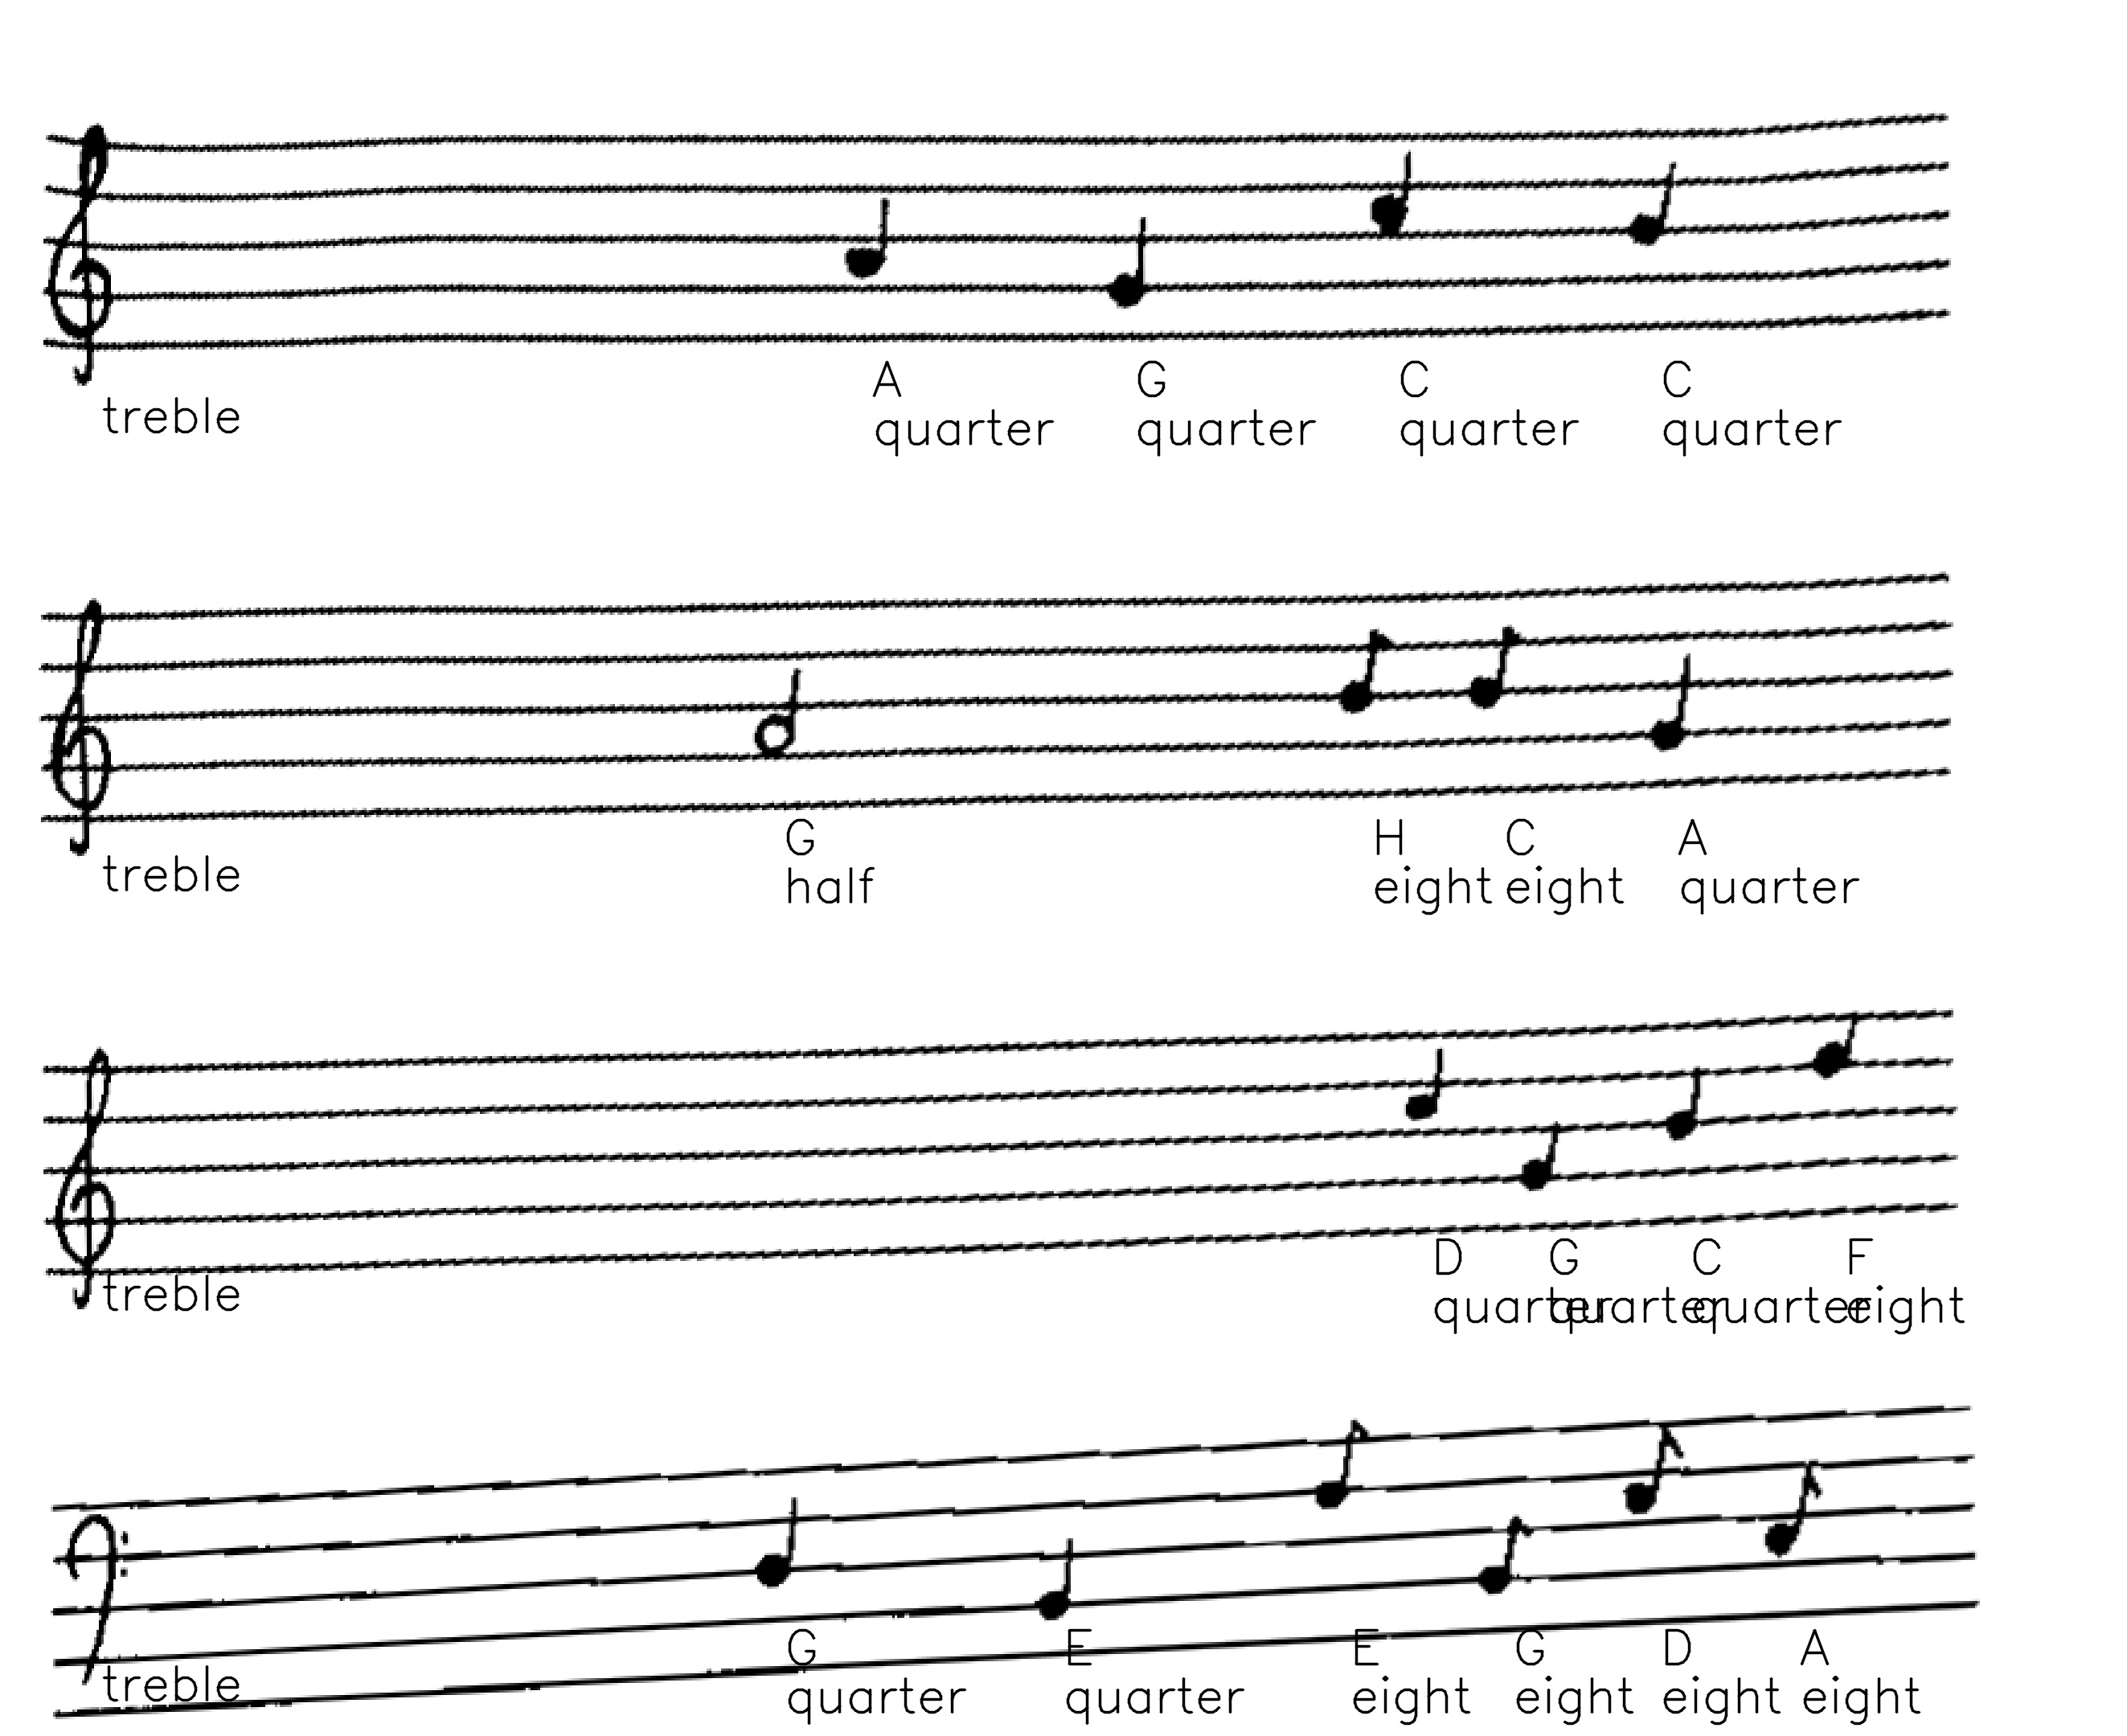 A G C C
quarter quarter quarter quarter
treble
G H C A
half eight eight quarter
treble
D G C F
quarter quarter quarter eight
treble
G E E G D A
quarter quarter eight eight eight eight
treble